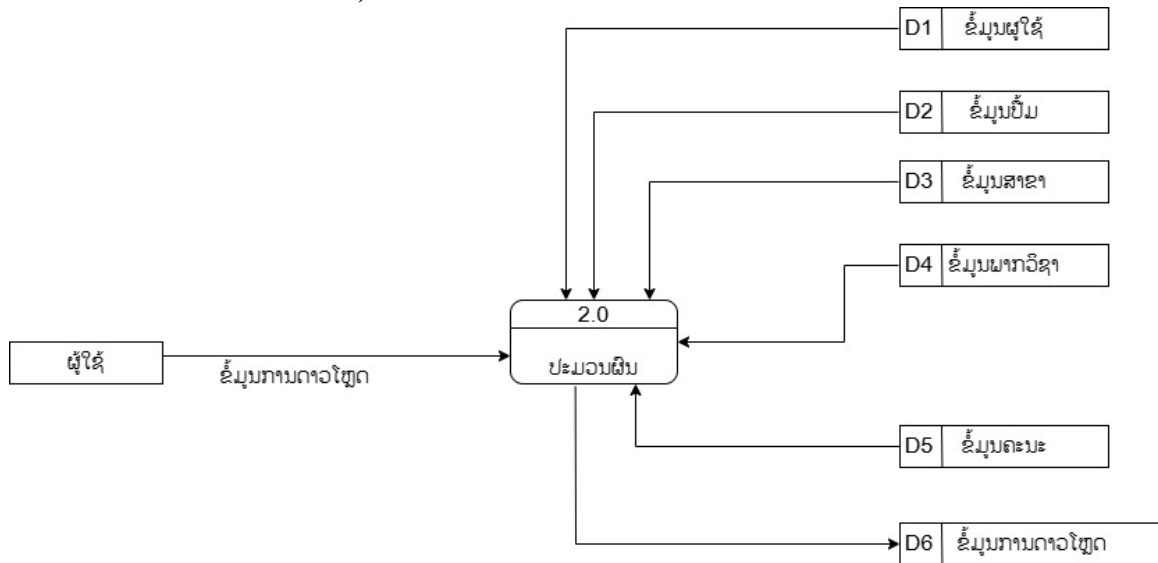 D1 ຂໍ້ມູນຜູໃຊ້
D2 ຂໍ້ມູນປຶ້ມ
D3 ຂໍ້ມູນສາຂາ
D4 ຂໍ້ມູນພາກວິຊາ
2.0
ປະມວນຜົນ
ຜູ້ໃຊ້
ຂໍ້ມູນການດາວໂຫຼດ
D5 ຂໍ້ມູນຄະນະ
D6 ຂໍ້ມູນການດາວໂຫຼດ